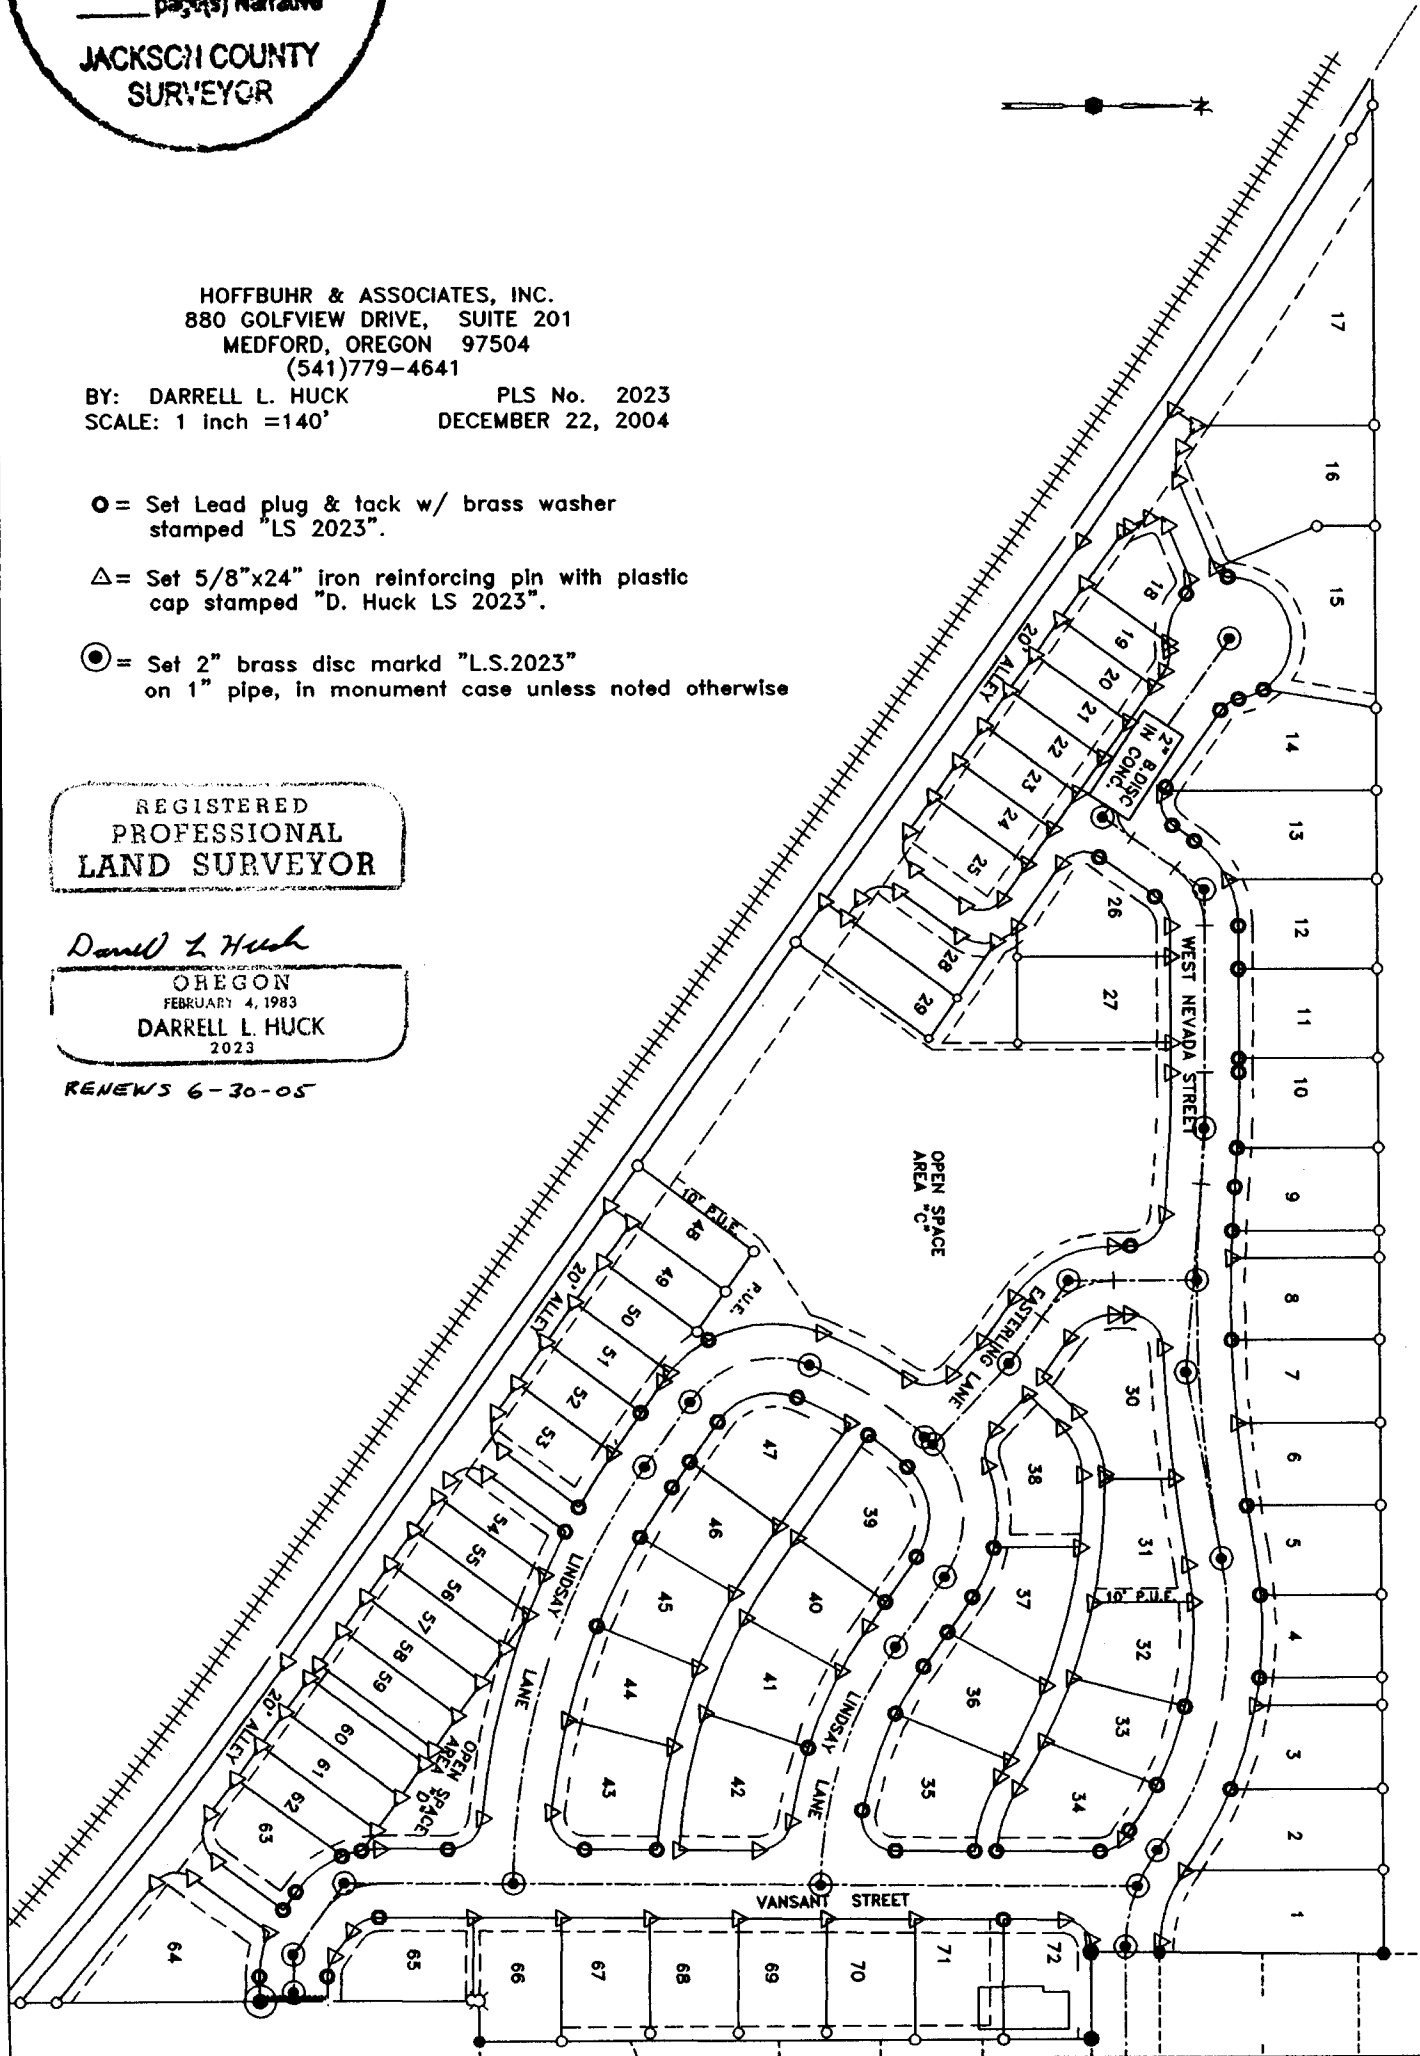 page(s) Narrative
JACKSON COUNTY
SURVEYOR
N
HOFFBUHR & ASSOCIATES, INC.
880 GOLFVIEW DRIVE, SUITE 201
MEDFORD, OREGON 97504
(541)779-4641
BY: DARRELL L. HUCK PLS No. 2023
SCALE: 1 inch =140' DECEMBER 22, 2004
= Set Lead plug & tack w/ brass washer
stamped "LS 2023".
= Set 5/8"x24" iron reinforcing pin with plastic
cap stamped "D. Huck LS 2023".
= Set 2" brass disc markd "L.S.2023"
on 1" pipe, in monument case unless noted otherwise
REGISTERED
PROFESSIONAL
LAND SURVEYOR
Darrell L Huck
OREGON
FEBRUARY 4, 1983
DARRELL L. HUCK
2023
RENEWS 6-30-05
17
16
15
14
13
12
11
10
9
8
7
6
5
4
3
2
1
18
19
20
21
22
23
24
25
20' ALLEY
2" B.DISC
IN CONC.
26
27
28
29
WEST NEVADA STREET
OPEN SPACE
AREA "C"
10' P.U.E.
P.U.E.
48
49
50
51
52
53
20' ALLEY
EASTERLING LANE
30
31
10' P.U.E.
32
33
34
38
37
36
35
39
40
41
42
47
46
45
44
43
LINDSAY LANE
LINDSAY LANE
54
55
56
57
58
59
60
61
62
63
20' ALLEY
OPEN SPACE
AREA "D"
VANSANT STREET
64
65
66
67
68
69
70
71
72